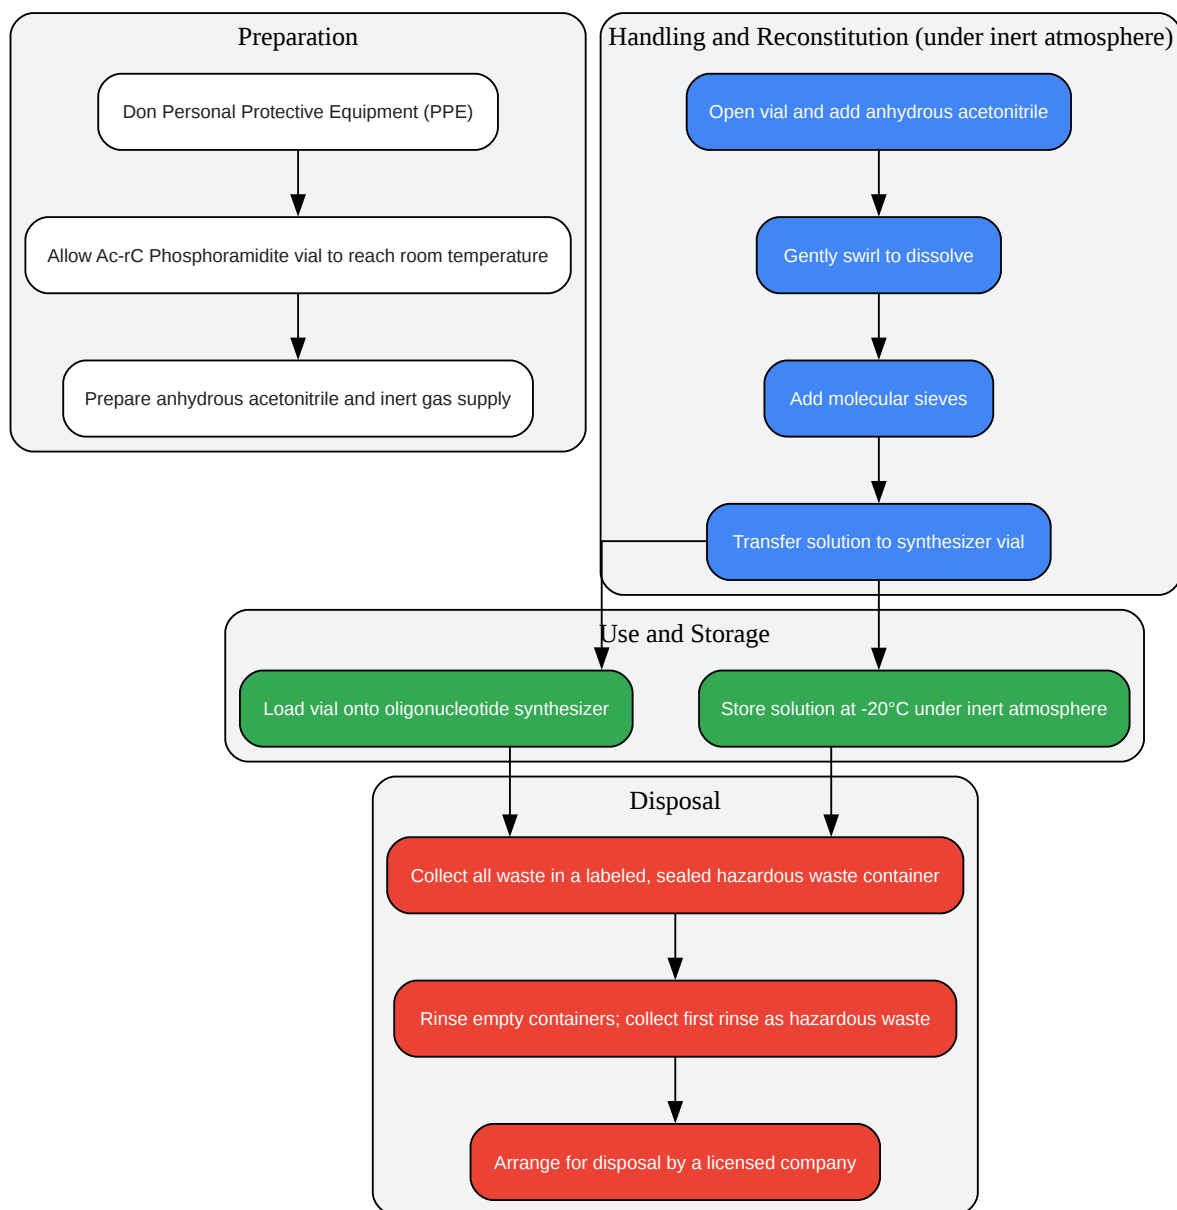 Preparation
Don Personal Protective Equipment (PPE)
Allow Ac-rC Phosphoramidite vial to reach room temperature
Prepare anhydrous acetonitrile and inert gas supply
Handling and Reconstitution (under inert atmosphere)
Open vial and add anhydrous acetonitrile
Gently swirl to dissolve
Add molecular sieves
Transfer solution to synthesizer vial
Use and Storage
Load vial onto oligonucleotide synthesizer
Store solution at -20°C under inert atmosphere
Disposal
Collect all waste in a labeled, sealed hazardous waste container
Rinse empty containers; collect first rinse as hazardous waste
Arrange for disposal by a licensed company